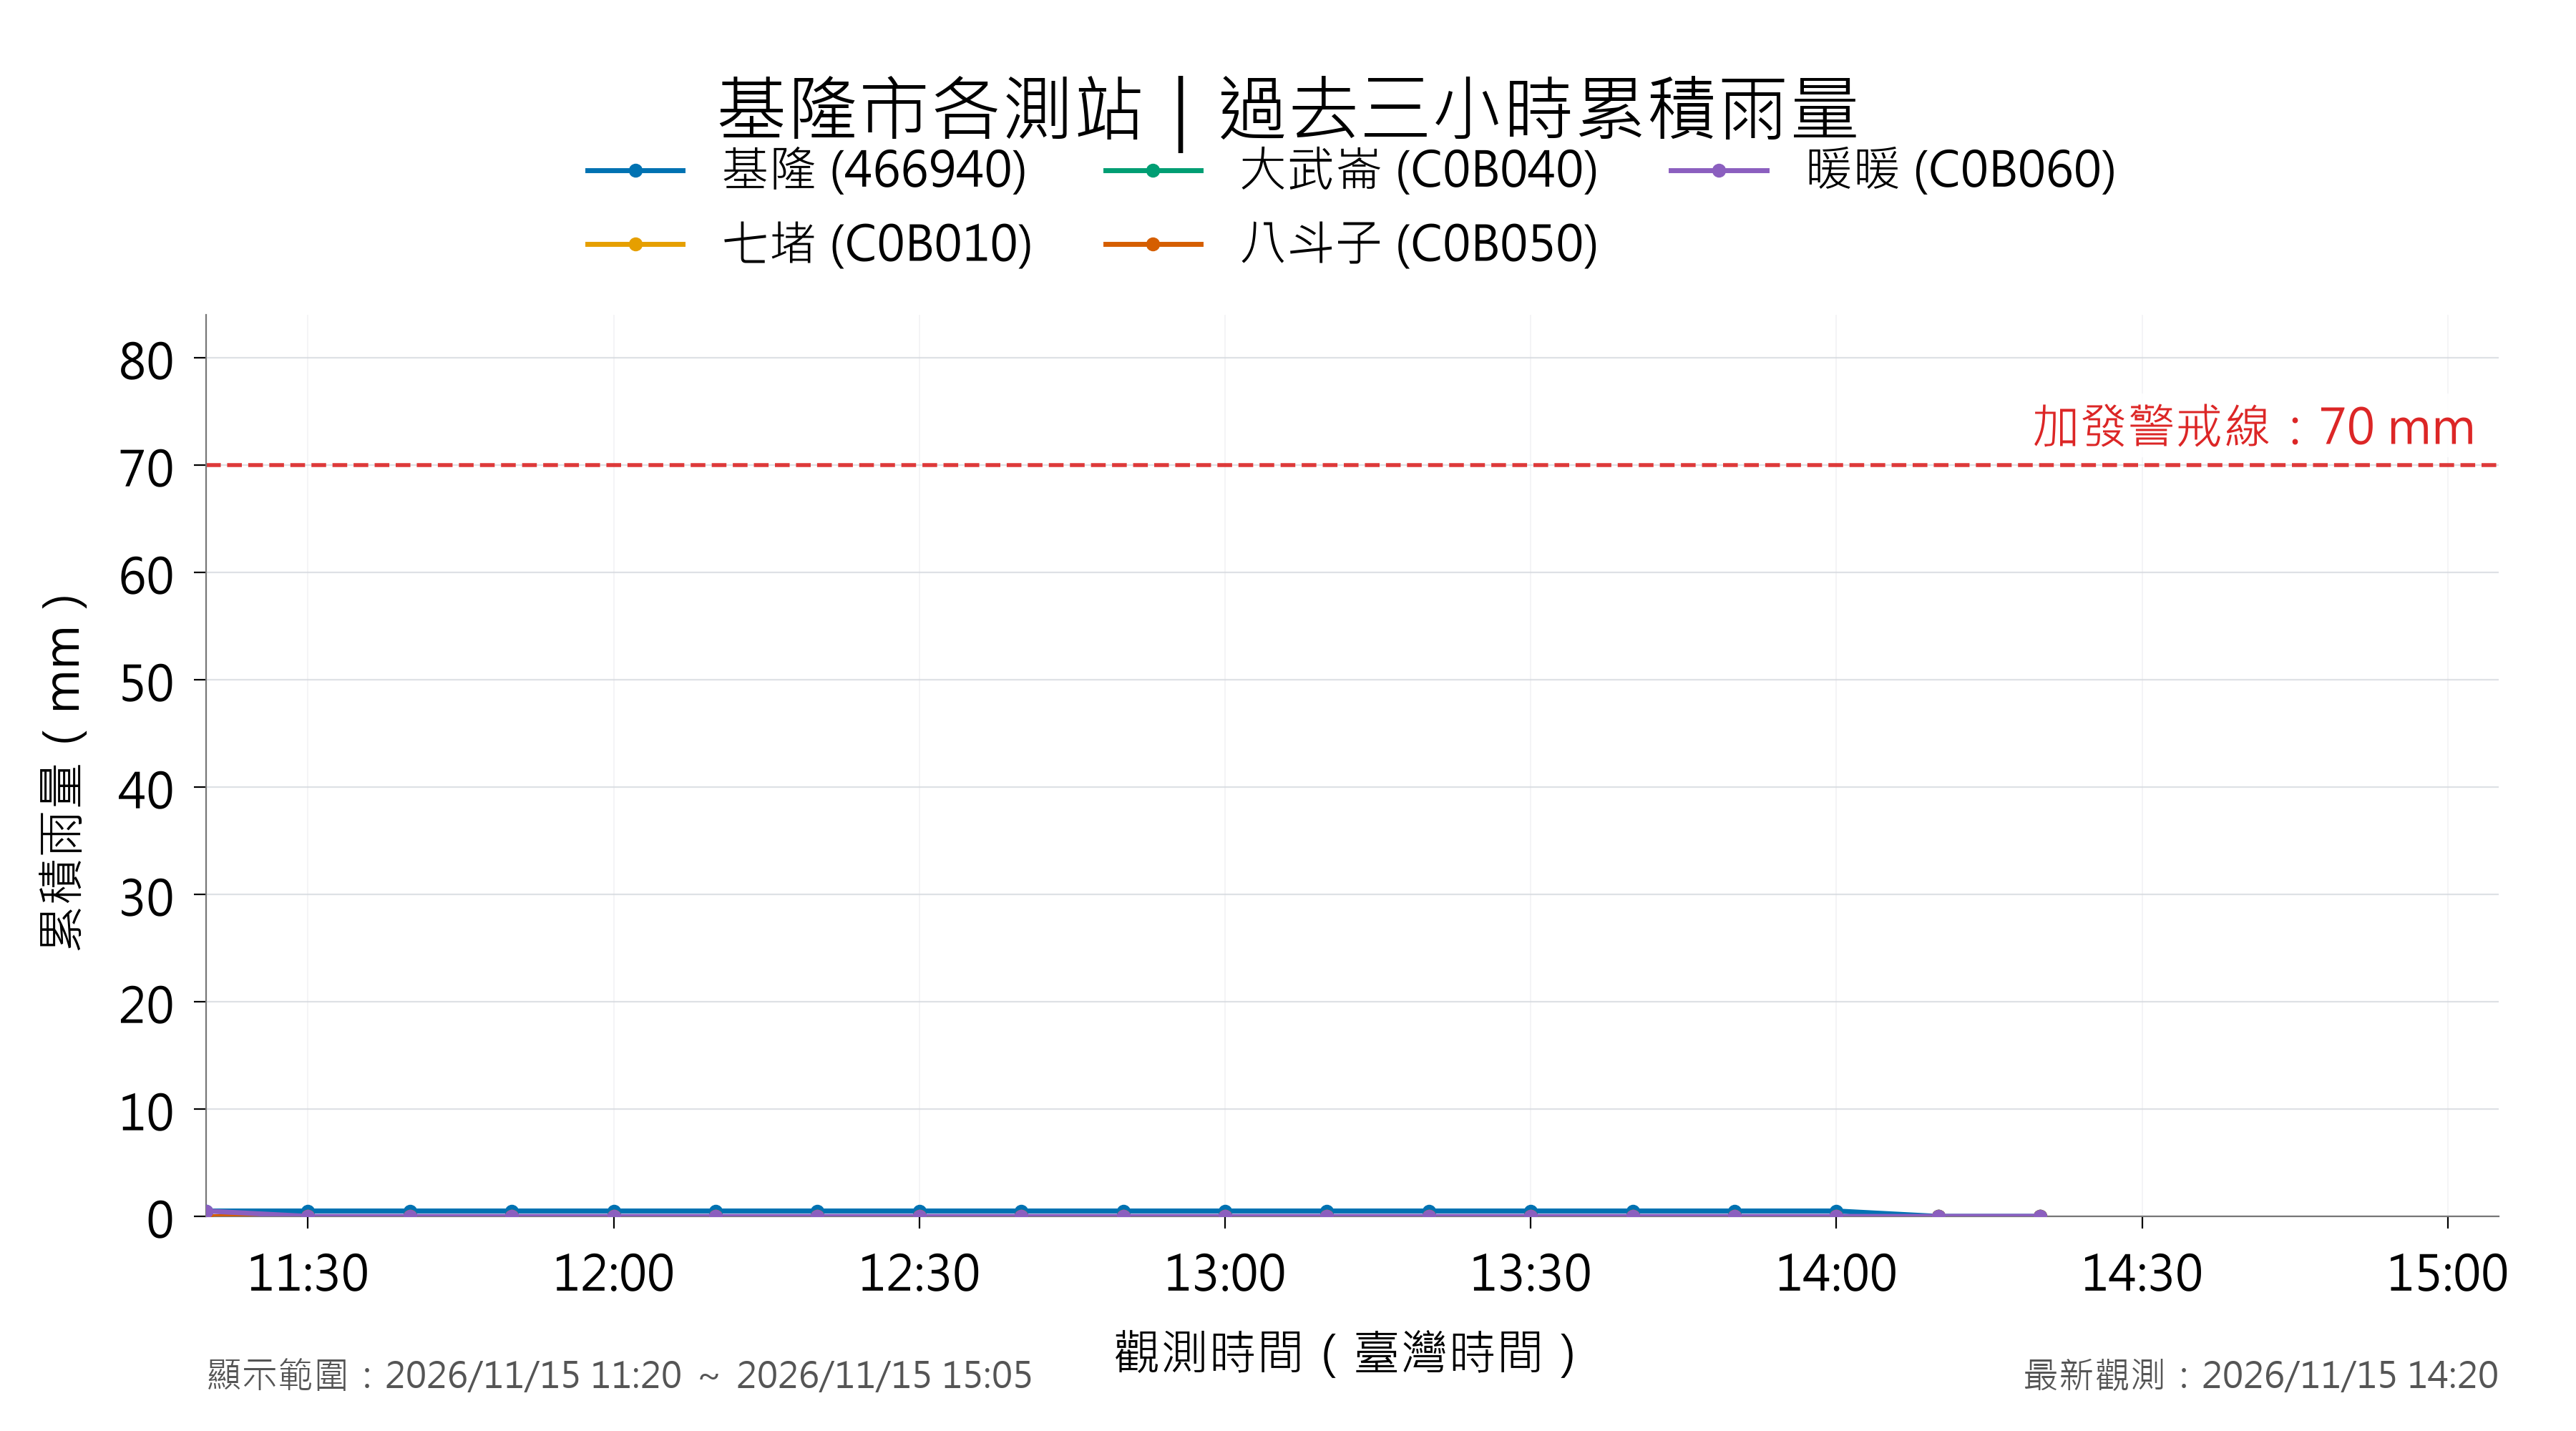 基隆市各測站｜過去三小時累積雨量
基隆 (466940)
大武崙 (C0B040)
暖暖 (C0B060)
七堵 (C0B010)
八斗子 (C0B050)
80
加發警戒線：70 mm
70
60
50
40
30
20
10
0
累積雨量（mm）
11:30 12:00 12:30 13:00 13:30 14:00 14:30 15:00
觀測時間（臺灣時間）
顯示範圍：2026/11/15 11:20 ~ 2026/11/15 15:05
最新觀測：2026/11/15 14:20